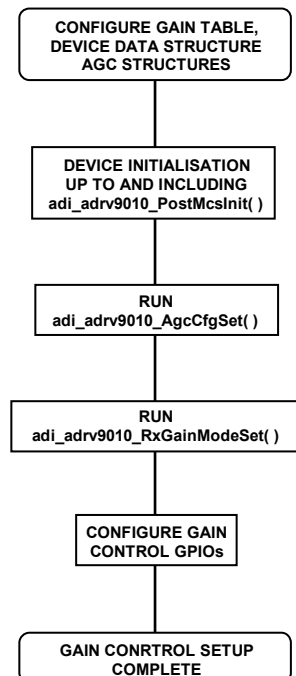 CONFIGURE GAIN TABLE,
DEVICE DATA STRUCTURE
AGC STRUCTURES
DEVICE INITIALISATION
UP TO AND INCLUDING
adi_adrv9010_PostMcsInit( )
RUN
adi_adrv9010_AgcCfgSet( )
RUN
adi_adrv9010_RxGainModeSet( )
CONFIGURE GAIN
CONTROL GPIOs
GAIN CONRTROL SETUP
COMPLETE